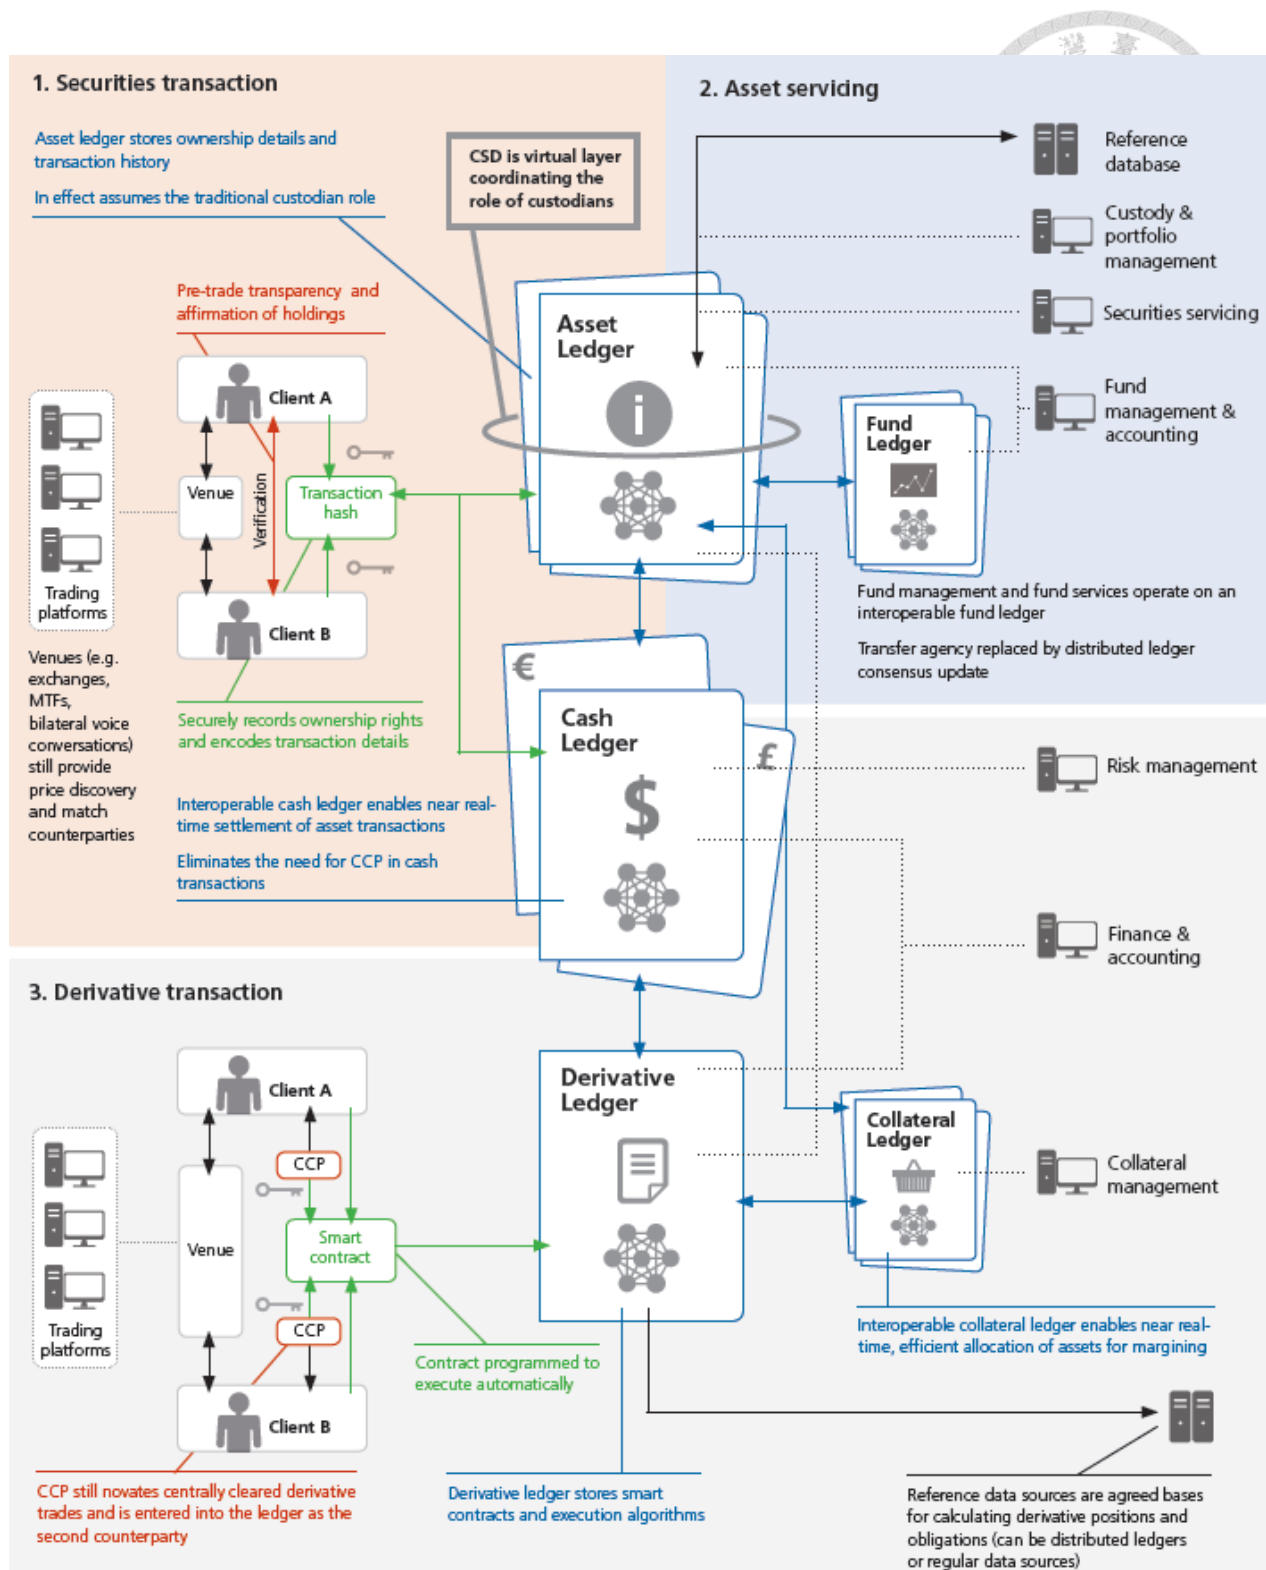 灣 臺
1. Securities transaction
Asset ledger stores ownership details and
transaction history
In effect assumes the traditional custodian role
CSD is virtual layer
coordinating the
role of custodians
Pre-trade transparency and
affirmation of holdings
Client A
Venue
Verification
Transaction
hash
Client B
Trading
platforms
Venues (e.g.
exchanges,
MTFs,
bilateral voice
conversations)
still provide
price discovery
and match
counterparties
Securely records ownership rights
and encodes transaction details
Interoperable cash ledger enables near real-
time settlement of asset transactions
Eliminates the need for CCP in cash
transactions
Asset
Ledger
i
€
Cash
Ledger
£
$
2. Asset servicing
Reference
database
Custody &
portfolio
management
Securities servicing
Fund
management &
accounting
Fund
Ledger
Fund management and fund services operate on an
interoperable fund ledger
Transfer agency replaced by distributed ledger
consensus update
Risk management
Finance &
accounting
3. Derivative transaction
Client A
CCP
Trading
platforms
Venue
Smart
contract
CCP
Client B
Contract programmed to
execute automatically
CCP still novates centrally cleared derivative
trades and is entered into the ledger as the
second counterparty
Derivative
Ledger
Derivative ledger stores smart
contracts and execution algorithms
Collateral
Ledger
Collateral
management
Interoperable collateral ledger enables near real-
time, efficient allocation of assets for margining
Reference data sources are agreed bases
for calculating derivative positions and
obligations (can be distributed ledgers
or regular data sources)